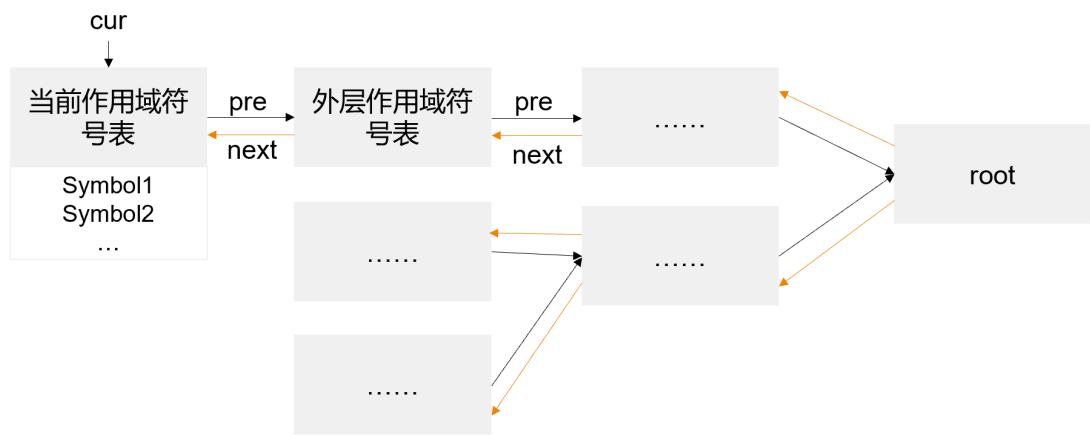 cur
当前作用域符
号表
pre
next
外层作用域符
号表
pre
next
……
root
Symbol1
Symbol2
…
……
……
……